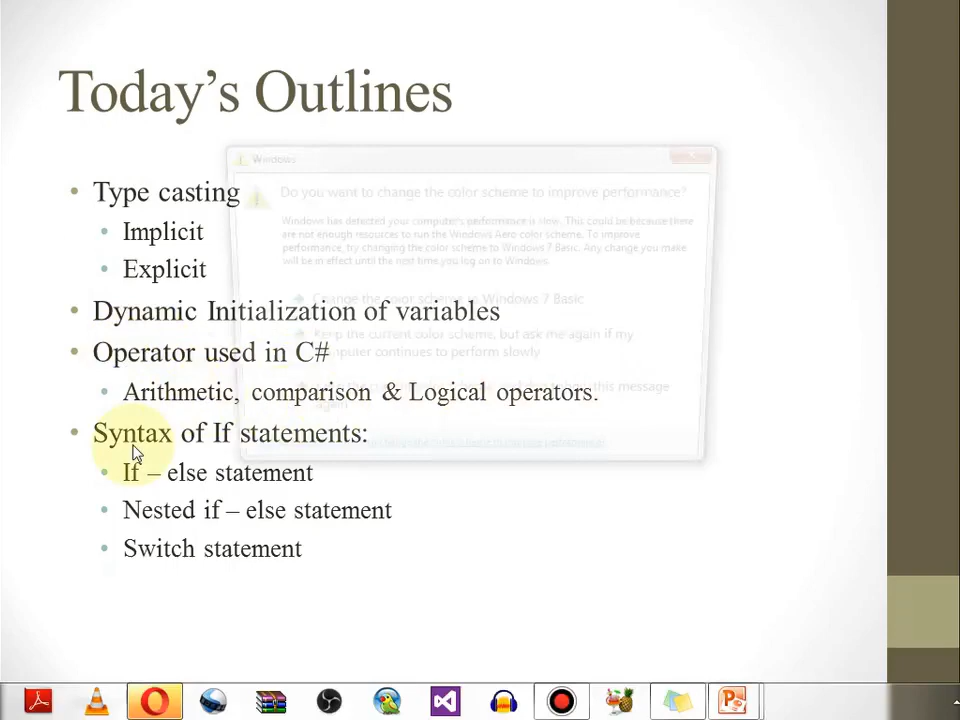 Today's Outlines
Windows
• Type casting
Do you want to change the color scheme to improve performance?
Windows has detected your computer's performance is slow. This could be because there
are not enough resources to run the Windows Aero color scheme. To improve
performance, try changing the color scheme to Windows 7 Basic. Any change you make
will be in effect until the next time you log on to Windows.
• Implicit
• Explicit
Change the color scheme to Windows 7 Basic
• Dynamic Initialization of variables
Keep the current color scheme, but ask me again if my
computer continues to perform slowly
• Operator used in C#
this message
again
• Arithmetic, comparison & Logical operators.
• Syntax of If statements:
• If – else statement
• Nested if – else statement
• Switch statement